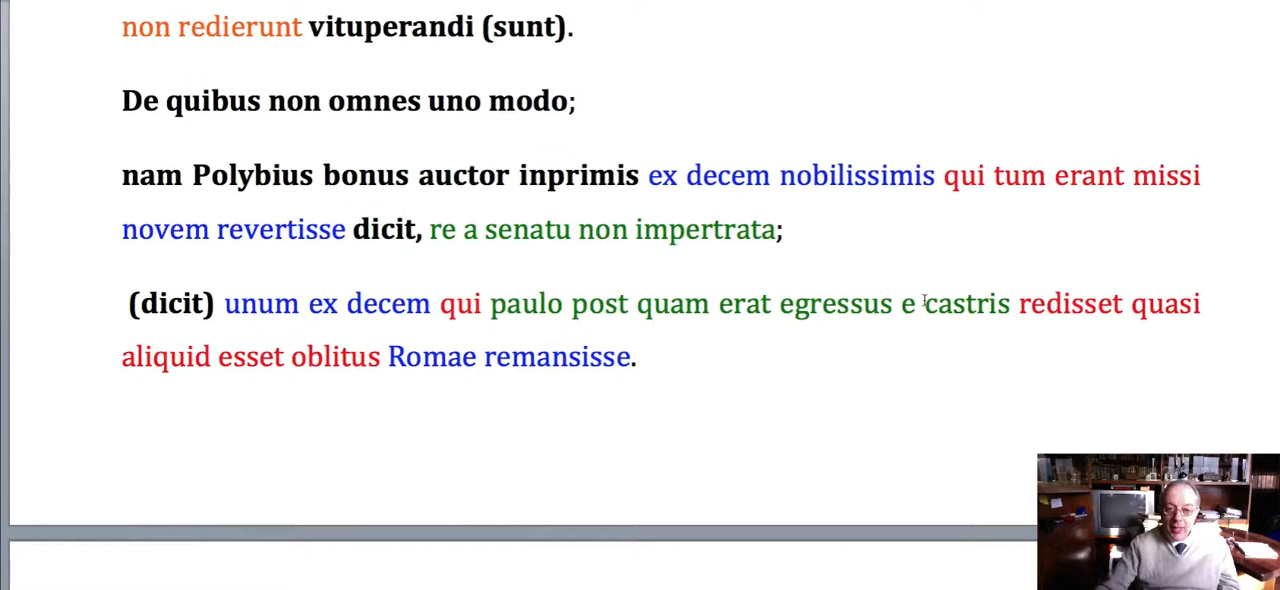 non redierunt vituperandi (sunt).
De quibus non omnes uno modo;
nam Polybius bonus auctor inprimis ex decem nobilissimis qui tum erant missi
novem revertisse dicit, re a senatu non impertrata;
(dicit) unum ex decem qui paulo post quam erat egressus e castris redisset quasi
aliquid esset oblitus Romae remansisse.